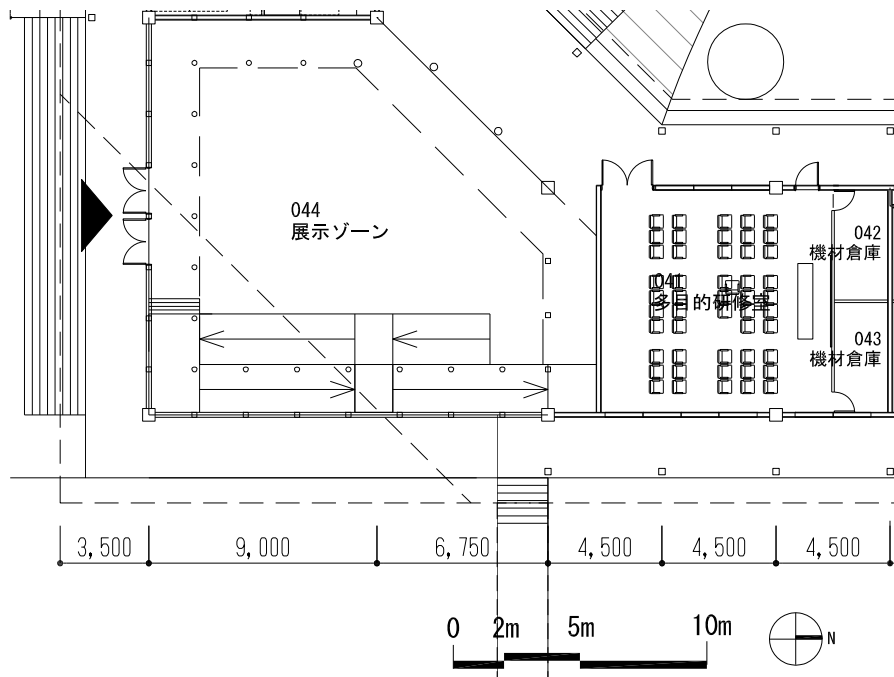 044
展示ゾーン
042
機材倉庫
041
多目的研修室
043
機材倉庫
3,500
9,000
6,750
4,500
4,500
4,500
0
2m
5m
10m
N